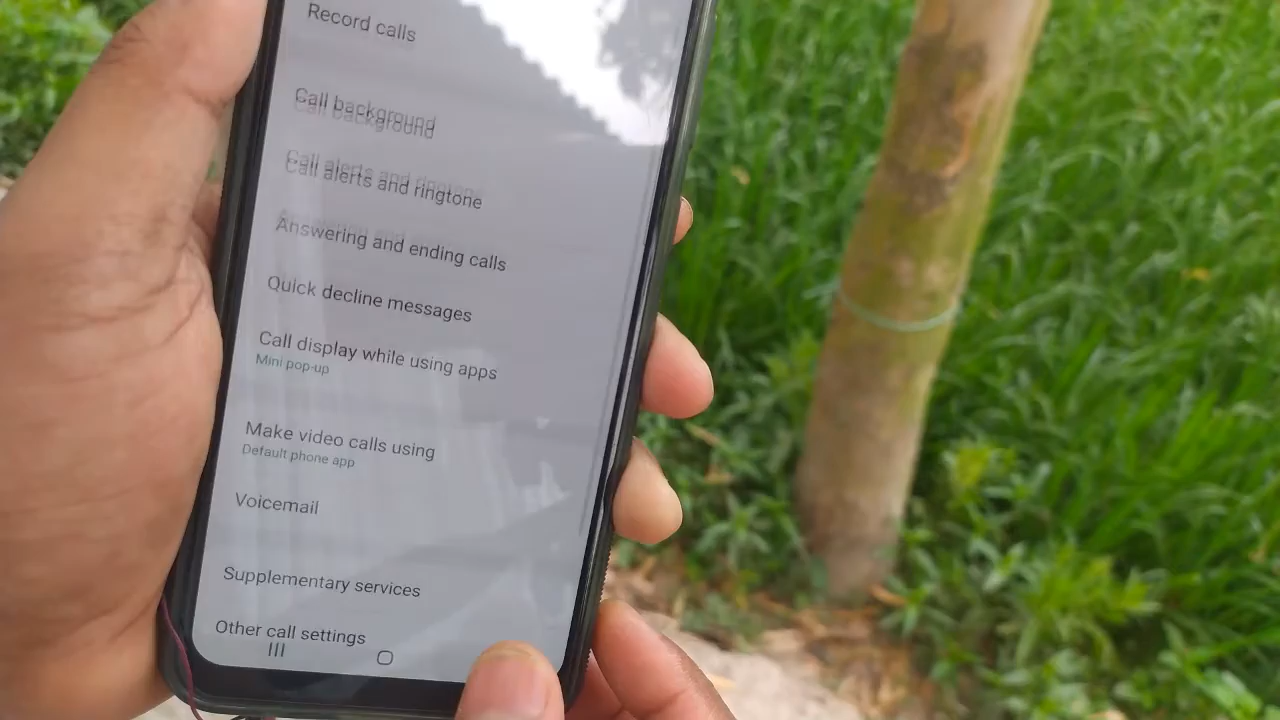 Record calls
Call background
Call alerts and ringtone
Answering and ending calls
Quick decline messages
Call display while using apps
Mini pop-up
Make video calls using
Default phone app
Voicemail
Supplementary services
Other call settings